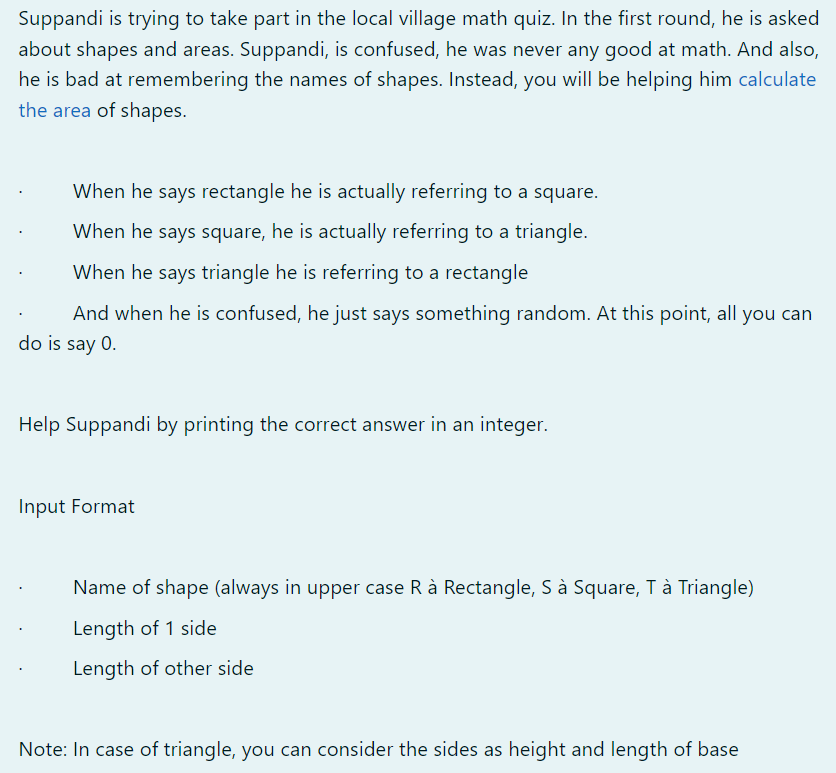 Suppandi is trying to take part in the local village math quiz. In the first round, he is asked
about shapes and areas. Suppandi, is confused, he was never any good at math. And also,
he is bad at remembering the names of shapes. Instead, you will be helping him calculate
the area of shapes.
· When he says rectangle he is actually referring to a square.
· When he says square, he is actually referring to a triangle.
· When he says triangle he is referring to a rectangle
· And when he is confused, he just says something random. At this point, all you can
do is say 0.
Help Suppandi by printing the correct answer in an integer.
Input Format
· Name of shape (always in upper case R à Rectangle, S à Square, T à Triangle)
· Length of 1 side
· Length of other side
Note: In case of triangle, you can consider the sides as height and length of base